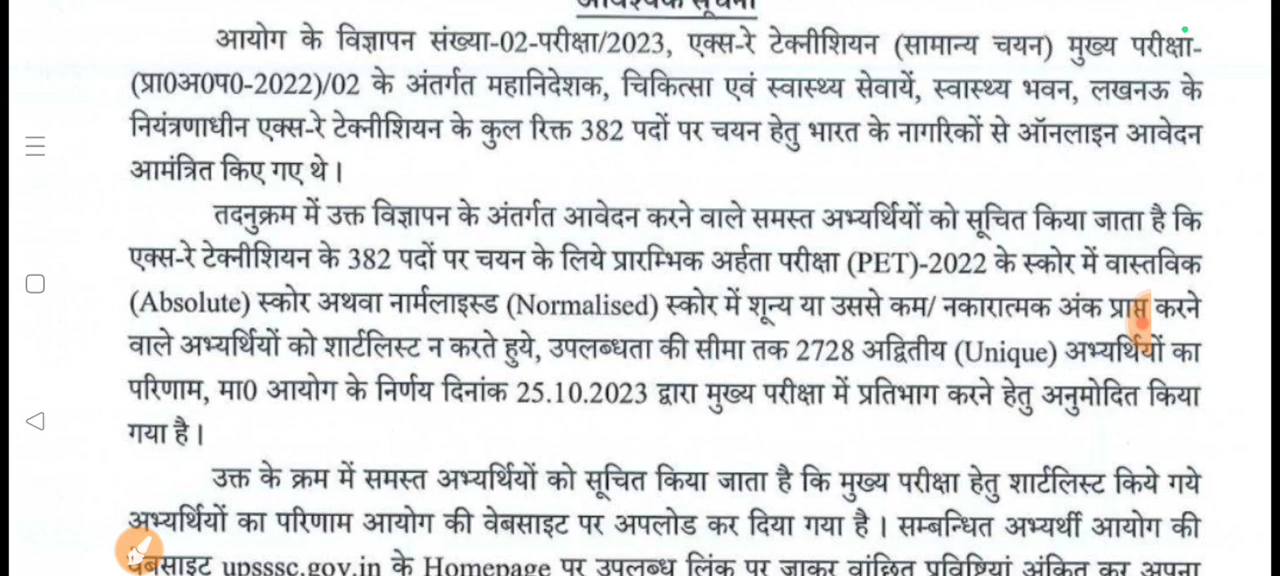 आवश्यक सूचना
आयोग के विज्ञापन संख्या-02-परीक्षा/2023, एक्स-रे टेक्नीशियन (सामान्य चयन) मुख्य परीक्षा-
(प्रा0अ0प0-2022)/02 के अंतर्गत महानिदेशक, चिकित्सा एवं स्वास्थ्य सेवायें, स्वास्थ्य भवन, लखनऊ के
नियंत्रणाधीन एक्स-रे टेक्नीशियन के कुल रिक्त 382 पदों पर चयन हेतु भारत के नागरिकों से ऑनलाइन आवेदन
आमंत्रित किए गए थे।
तदनुक्रम में उक्त विज्ञापन के अंतर्गत आवेदन करने वाले समस्त अभ्यर्थियों को सूचित किया जाता है कि
एक्स-रे टेक्नीशियन के 382 पदों पर चयन के लिये प्रारम्भिक अर्हता परीक्षा (PET)-2022 के स्कोर में वास्तविक
(Absolute) स्कोर अथवा नार्मलाइस्ड (Normalised) स्कोर में शून्य या उससे कम/ नकारात्मक अंक प्राप्त करने
वाले अभ्यर्थियों को शार्टलिस्ट न करते हुये, उपलब्धता की सीमा तक 2728 अद्वितीय (Unique) अभ्यर्थियों का
परिणाम, मा0 आयोग के निर्णय दिनांक 25.10.2023 द्वारा मुख्य परीक्षा में प्रतिभाग करने हेतु अनुमोदित किया
गया है।
उक्त के क्रम में समस्त अभ्यर्थियों को सूचित किया जाता है कि मुख्य परीक्षा हेतु शार्टलिस्ट किये गये
अभ्यर्थियों का परिणाम आयोग की वेबसाइट पर अपलोड कर दिया गया है। सम्बन्धित अभ्यर्थी आयोग की
वेबसाइट upsssc.gov.in के Homepage पर उपलब्ध लिंक पर जाकर वांछित प्रविष्टियां अंकित कर अपना